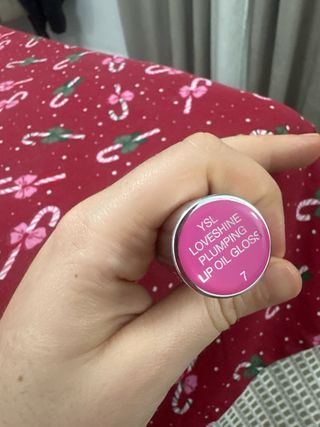 YSL
LOVESHINE
PLUMPING
LIP OIL GLOSS
7